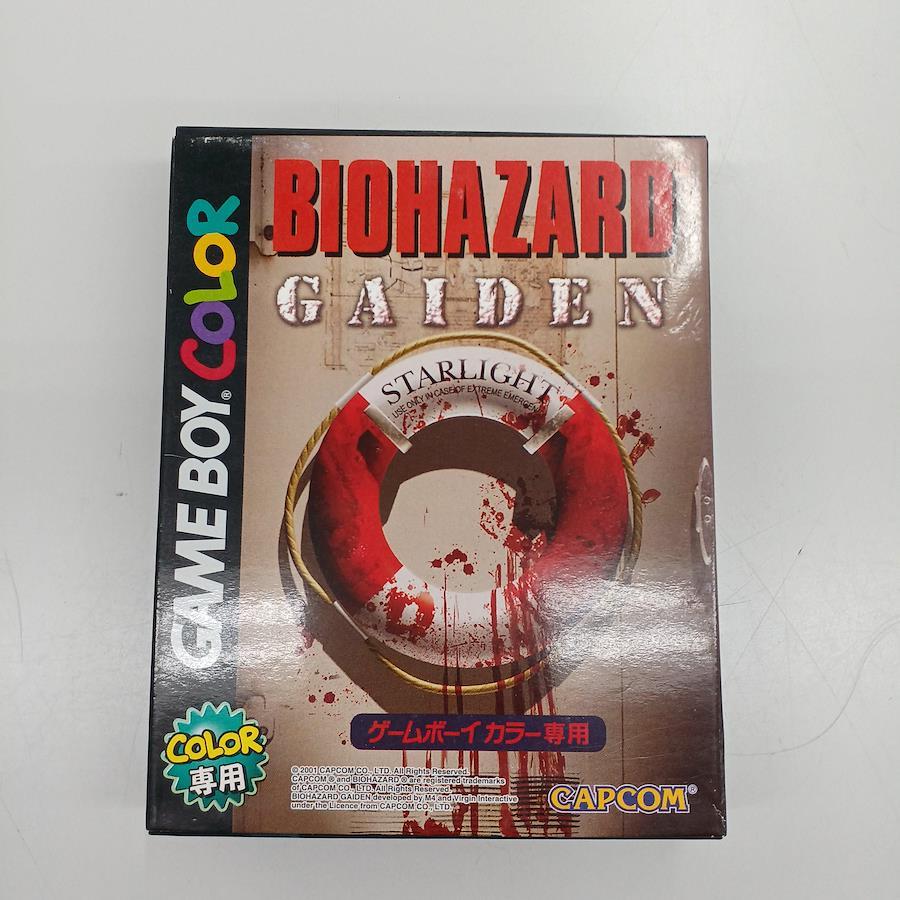 GAME BOY® COLOR
BIOHAZARD
GAIDEN
STARLIGHT
USE ONLY IN CASE OF EXTREME
ゲームボーイカラー専用
COLOR
専用
© 2001 CAPCOM CO., LTD. All Rights Reserved.
CAPCOM ® and BIOHAZARD ® are registered trademarks
of CAPCOM CO., LTD. All Rights Reserved.
BIOHAZARD GAIDEN developed by M4 and Virgin Interactive
under the Licence from CAPCOM CO., LTD.
CAPCOM®